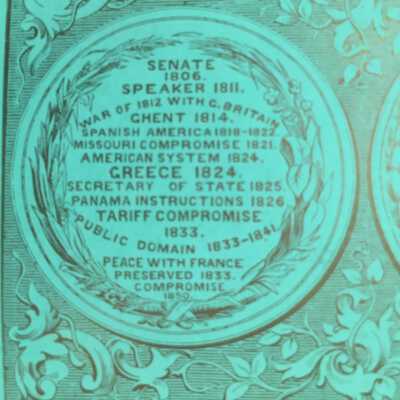 SENATE
1806.
SPEAKER 1811.
WAR OF 1812 WITH G. BRITAIN
GHENT 1814.
SPANISH AMERICA 1818-1822.
MISSOURI COMPROMISE 1821.
AMERICAN SYSTEM 1824.
GREECE 1824.
SECRETARY OF STATE 1825.
PANAMA INSTRUCTIONS 1826
TARIFF COMPROMISE
1833.
PUBLIC DOMAIN 1833-1841.
PEACE WITH FRANCE
PRESERVED 1833.
COMPROMISE
1850.